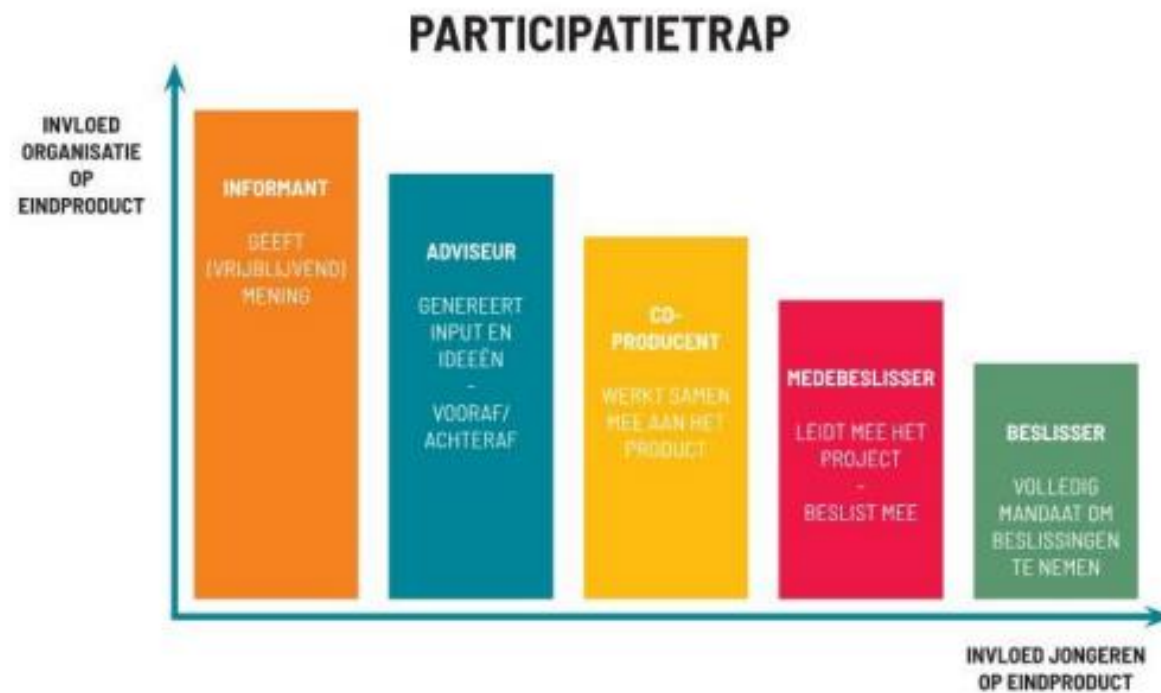 PARTICIPATIETRAP
INVLOED
ORGANISATIE
OP
EINDPRODUCT
INFORMANT
GEEFT
(VRIJBLIJVEND)
MENING
ADVISEUR
GENEREERT
INPUT EN
IDEEËN
-
VOORAF/
ACHTERAF
CO-
PRODUCENT
WERKT SAMEN
MEE AAN HET
PRODUCT
MEDEBESLISSER
LEIDT MEE HET
PROJECT
-
BESLIST MEE
BESLISSER
VOLLEDIG
MANDAAT OM
BESLISSINGEN
TE NEMEN
INVLOED JONGEREN
OP EINDPRODUCT